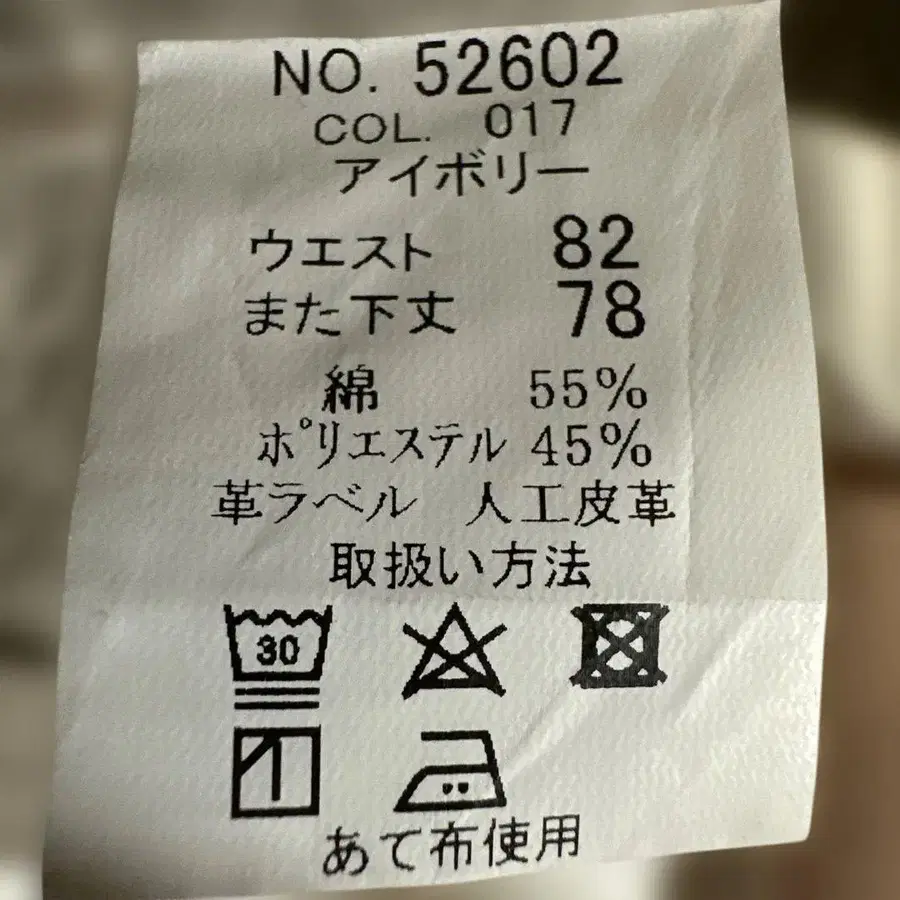 NO. 52602
COL. 017
アイボリー
ウエスト 82
また下丈 78
綿 55%
ポリエステル 45%
革ラベル 人工皮革
取扱い方法
30
あて布使用